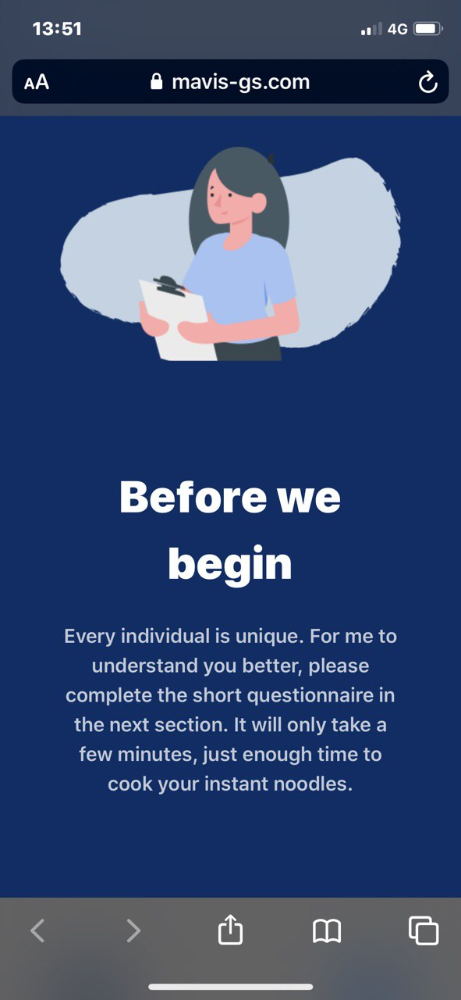 13:51
4G
AA
mavis-gs.com
Before we
begin
Every individual is unique. For me to
understand you better, please
complete the short questionnaire in
the next section. It will only take a
few minutes, just enough time to
cook your instant noodles.